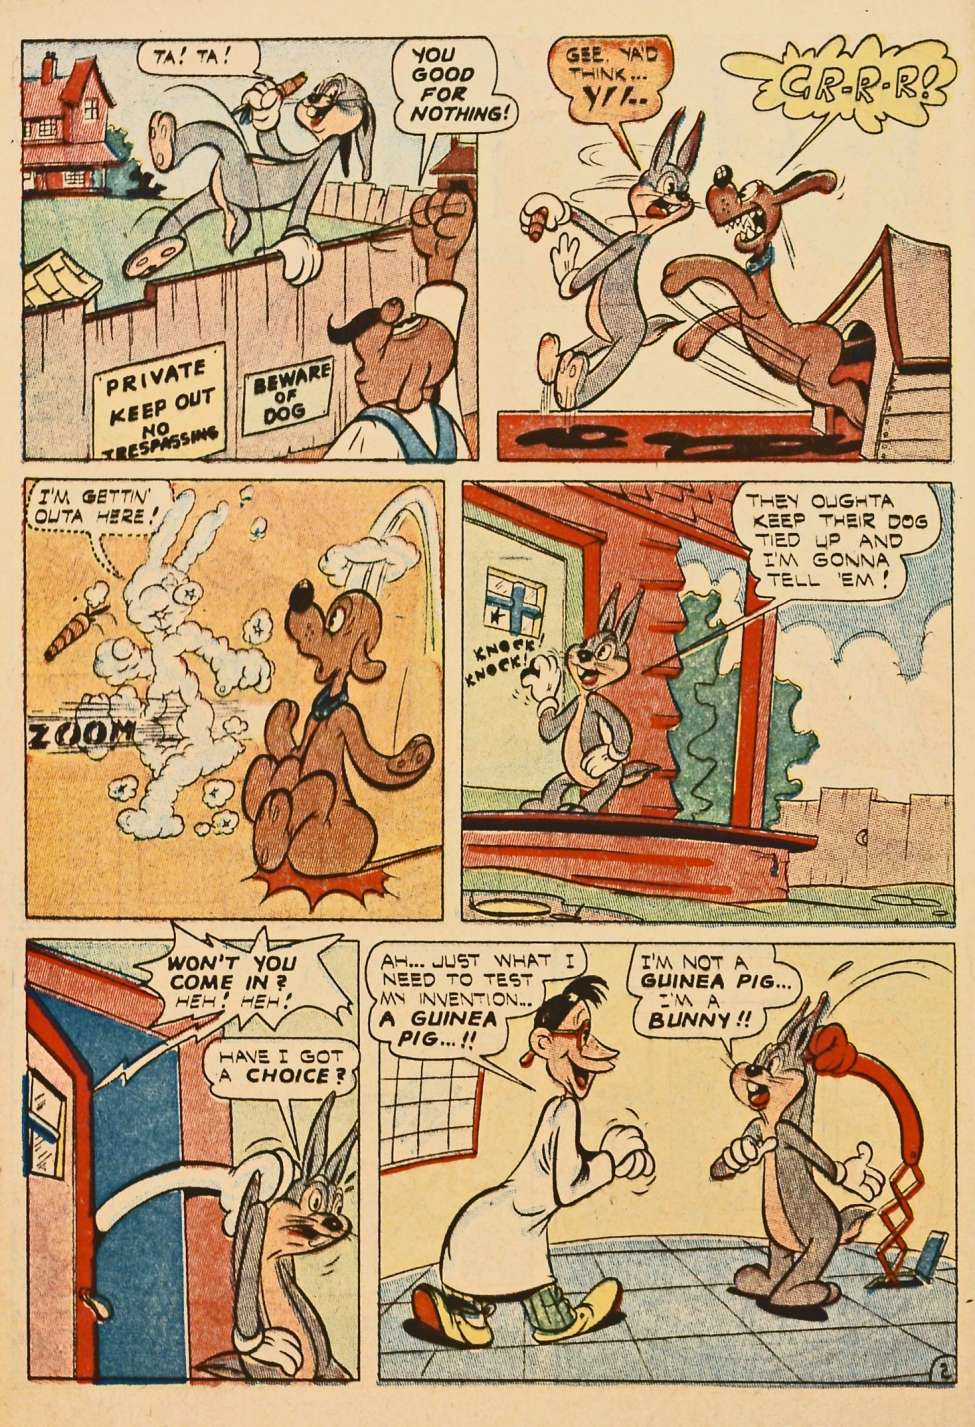 TA! TA!
YOU
GOOD
FOR
NOTHING!
PRIVATE
KEEP OUT
NO
TRESPASSING
BEWARE
OF
DOG
GEE, YA'D
THINK...
YI!..
GR-R-R!
I'M GETTIN'
OUTA HERE!
ZOOM
THEY OUGHTA
KEEP THEIR DOG
TIED UP AND
I'M GONNA
TELL 'EM!
KNOCK
KNOCK!
WON'T YOU
COME IN?
HEH! HEH!
HAVE I GOT
A CHOICE?
AH... JUST WHAT I
NEED TO TEST
MY INVENTION...
A GUINEA
PIG...!!
I'M NOT A
GUINEA PIG...
I'M A
BUNNY!!
2